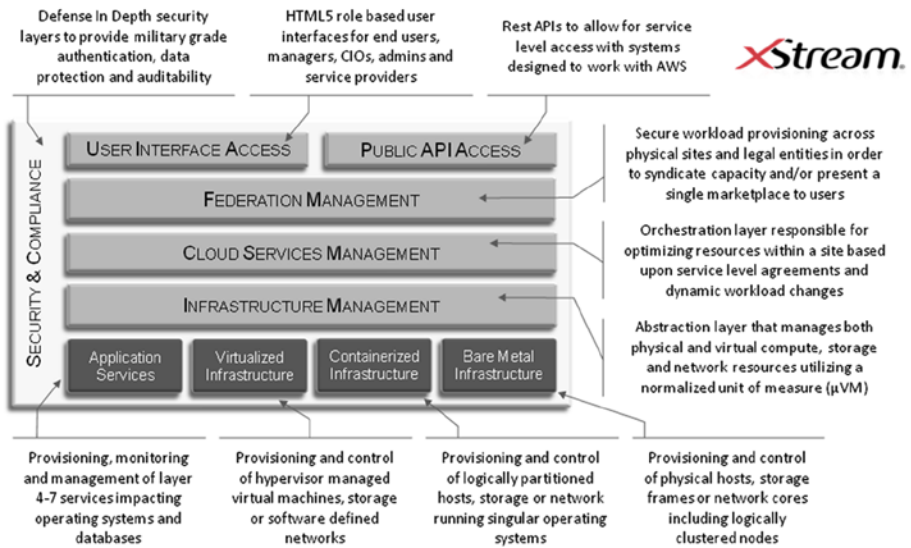 Defense In Depth security
layers to provide military grade
authentication, data
protection and auditability
HTML5 role based user
interfaces for end users,
managers, CIOs, admins and
service providers
Rest APIs to allow for service
level access with systems
designed to work with AWS
xStream.
SECURITY & COMPLIANCE
USER INTERFACE ACCESS
PUBLIC API ACCESS
FEDERATION MANAGEMENT
CLOUD SERVICES MANAGEMENT
INFRASTRUCTURE MANAGEMENT
Application
Services
Virtualized
Infrastructure
Containerized
Infrastructure
Bare Metal
Infrastructure
Secure workload provisioning across
physical sites and legal entities in order
to syndicate capacity and/or present a
single marketplace to users
Orchestration layer responsible for
optimizing resources within a site based
upon service level agreements and
dynamic workload changes
Abstraction layer that manages both
physical and virtual compute, storage
and network resources utilizing a
normalized unit of measure (µVM)
Provisioning, monitoring
and management of layer
4-7 services impacting
operating systems and
databases
Provisioning and control
of hypervisor managed
virtual machines, storage
or software defined
networks
Provisioning and control
of logically partitioned
hosts, storage or network
running singular operating
systems
Provisioning and control
of physical hosts, storage
frames or network cores
including logically
clustered nodes